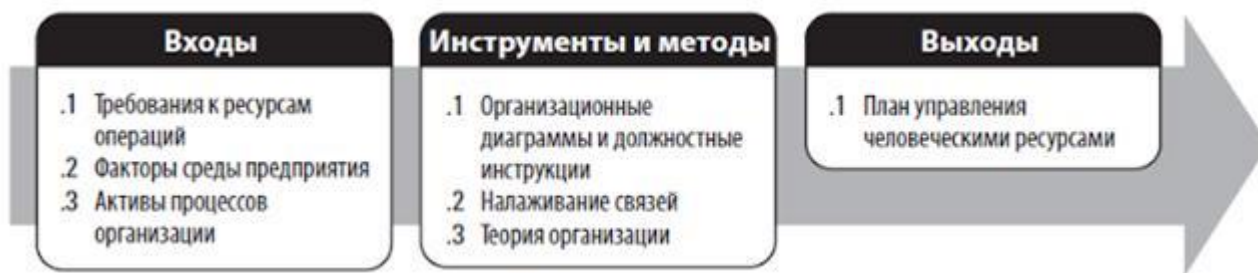 Входы
.1 Требования к ресурсам
операций
.2 Факторы среды предприятия
.3 Активы процессов
организации
Инструменты и методы
.1 Организационные
диаграммы и должностные
инструкции
.2 Налаживание связей
.3 Теория организации
Выходы
.1 План управления
человеческими ресурсами